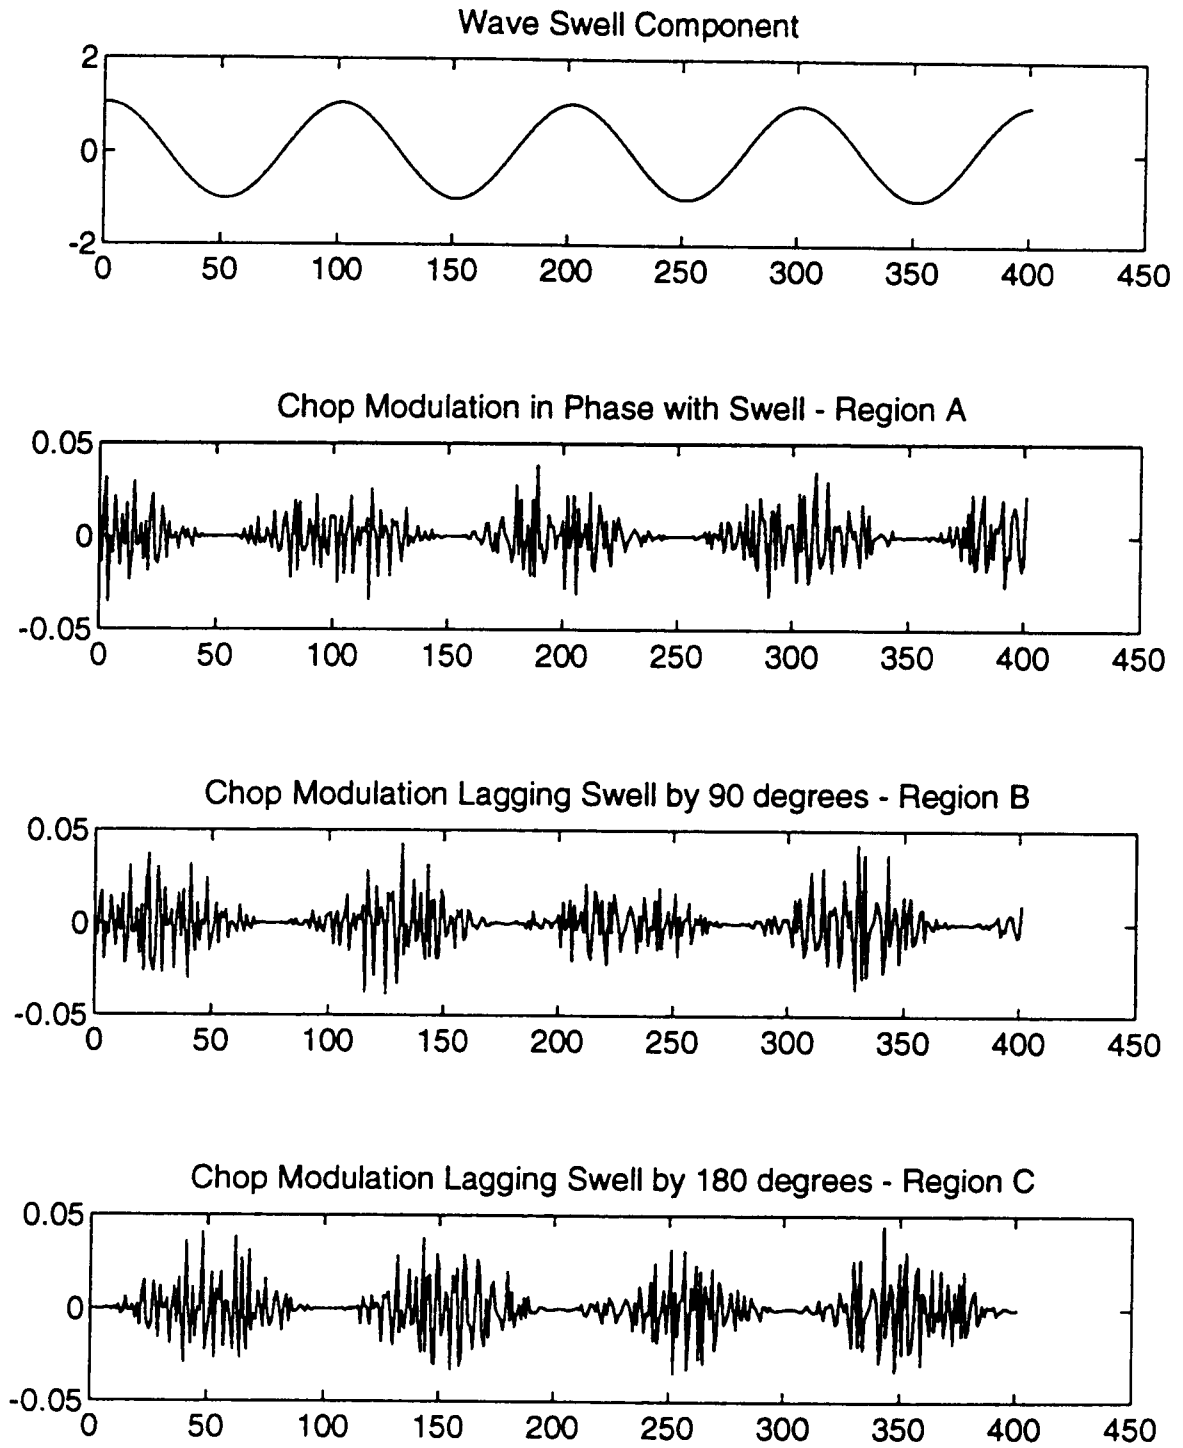 Wave Swell Component
2
0
-2
0 50 100 150 200 250 300 350 400 450
Chop Modulation in Phase with Swell - Region A
0.05
0
-0.05
0 50 100 150 200 250 300 350 400 450
Chop Modulation Lagging Swell by 90 degrees - Region B
0.05
0
-0.05
0 50 100 150 200 250 300 350 400 450
Chop Modulation Lagging Swell by 180 degrees - Region C
0.05
0
-0.05
0 50 100 150 200 250 300 350 400 450